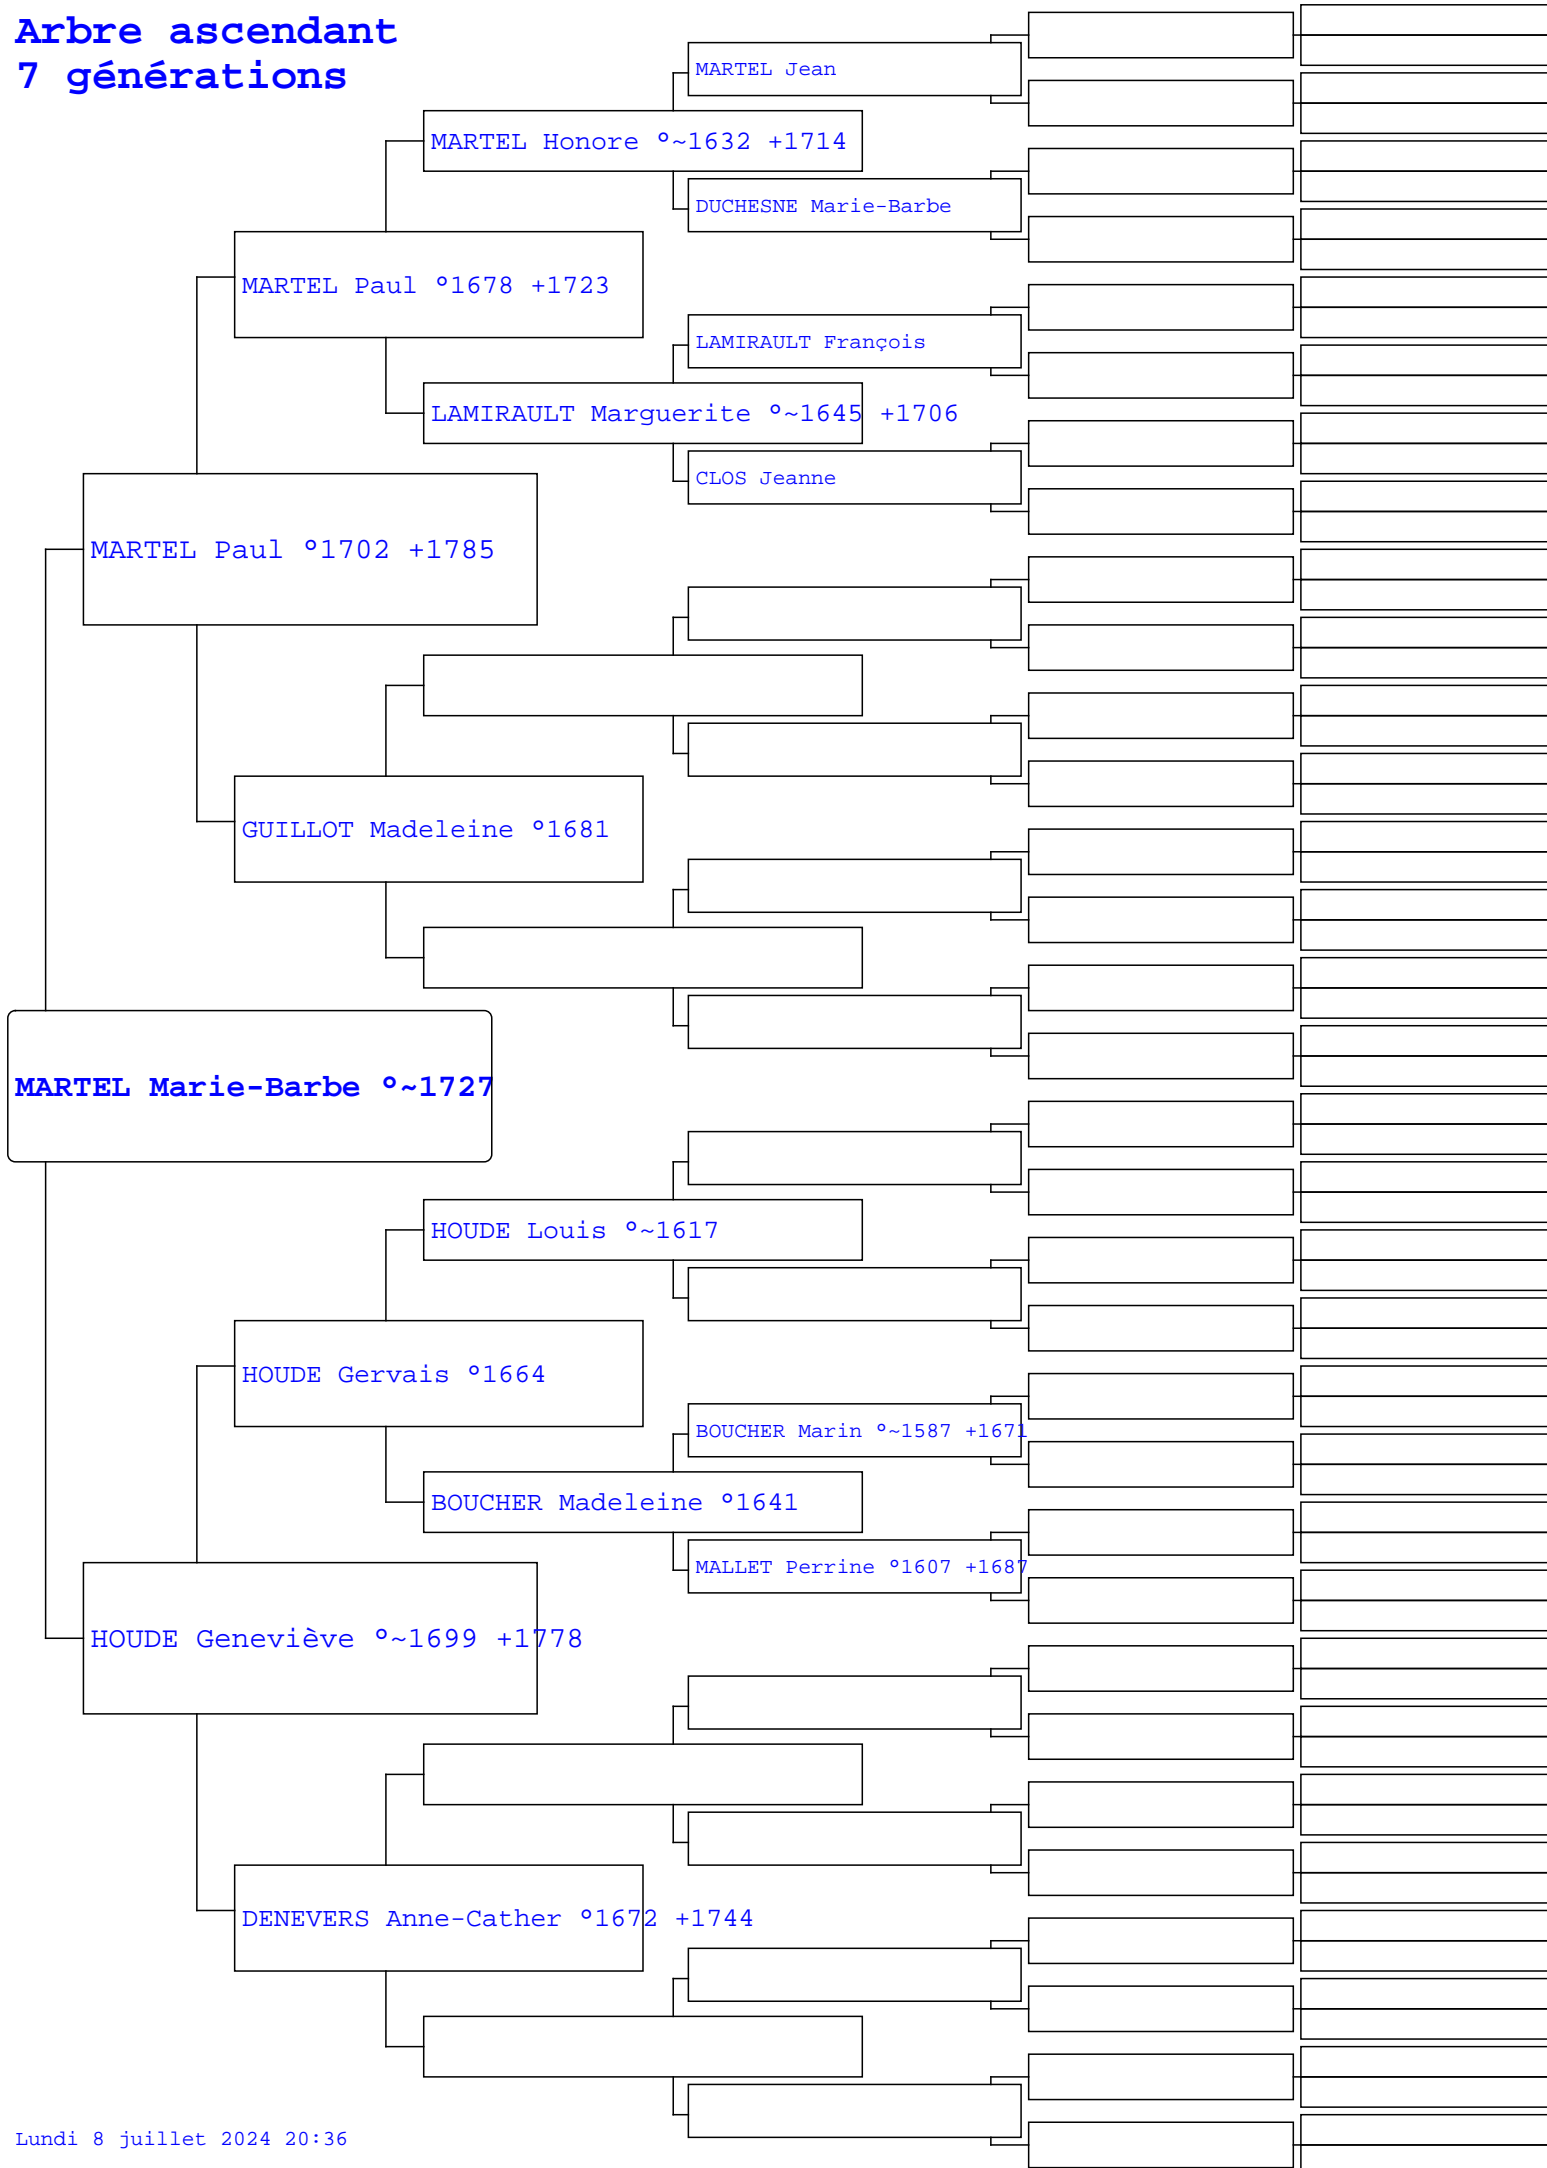 Arbre ascendant
7 générations
MARTEL Jean
MARTEL Honore °~1632 +1714
DUCHESNE Marie-Barbe
MARTEL Paul °1678 +1723
LAMIRAULT François
LAMIRAULT Marguerite °~1645 +1706
CLOS Jeanne
MARTEL Paul °1702 +1785
GUILLOT Madeleine °1681
MARTEL Marie-Barbe °~1727
HOUDE Louis °~1617
HOUDE Gervais °1664
BOUCHER Marin °~1587 +1671
BOUCHER Madeleine °1641
MALLET Perrine °1607 +1687
HOUDE Geneviève °~1699 +1778
DENEVERS Anne-Cather °1672 +1744
Lundi 8 juillet 2024 20:36